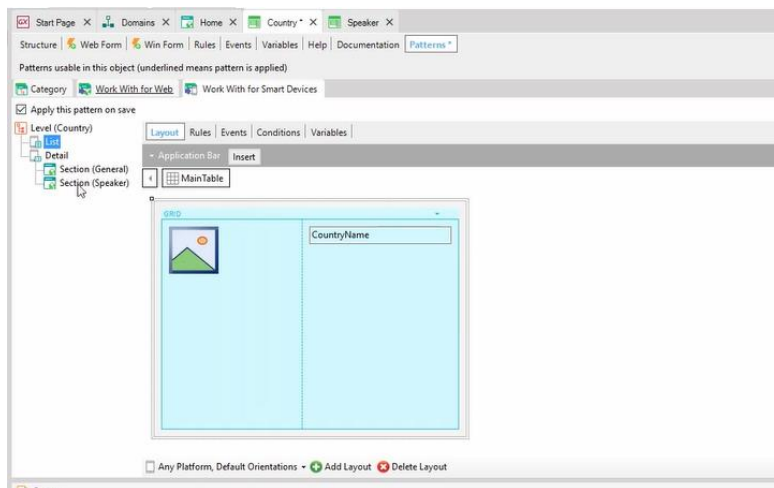 GX Start Page X Domains X Home X Country * X Speaker X
Structure Web Form Win Form Rules Events Variables Help Documentation Patterns *
Patterns usable in this object (underlined means pattern is applied)
Category Work With for Web Work With for Smart Devices
Apply this pattern on save
Level (Country)
List
Detail
Section (General)
Section (Speaker)
Layout Rules Events Conditions Variables
Application Bar Insert
MainTable
GRID
CountryName
Any Platform, Default Orientations Add Layout Delete Layout